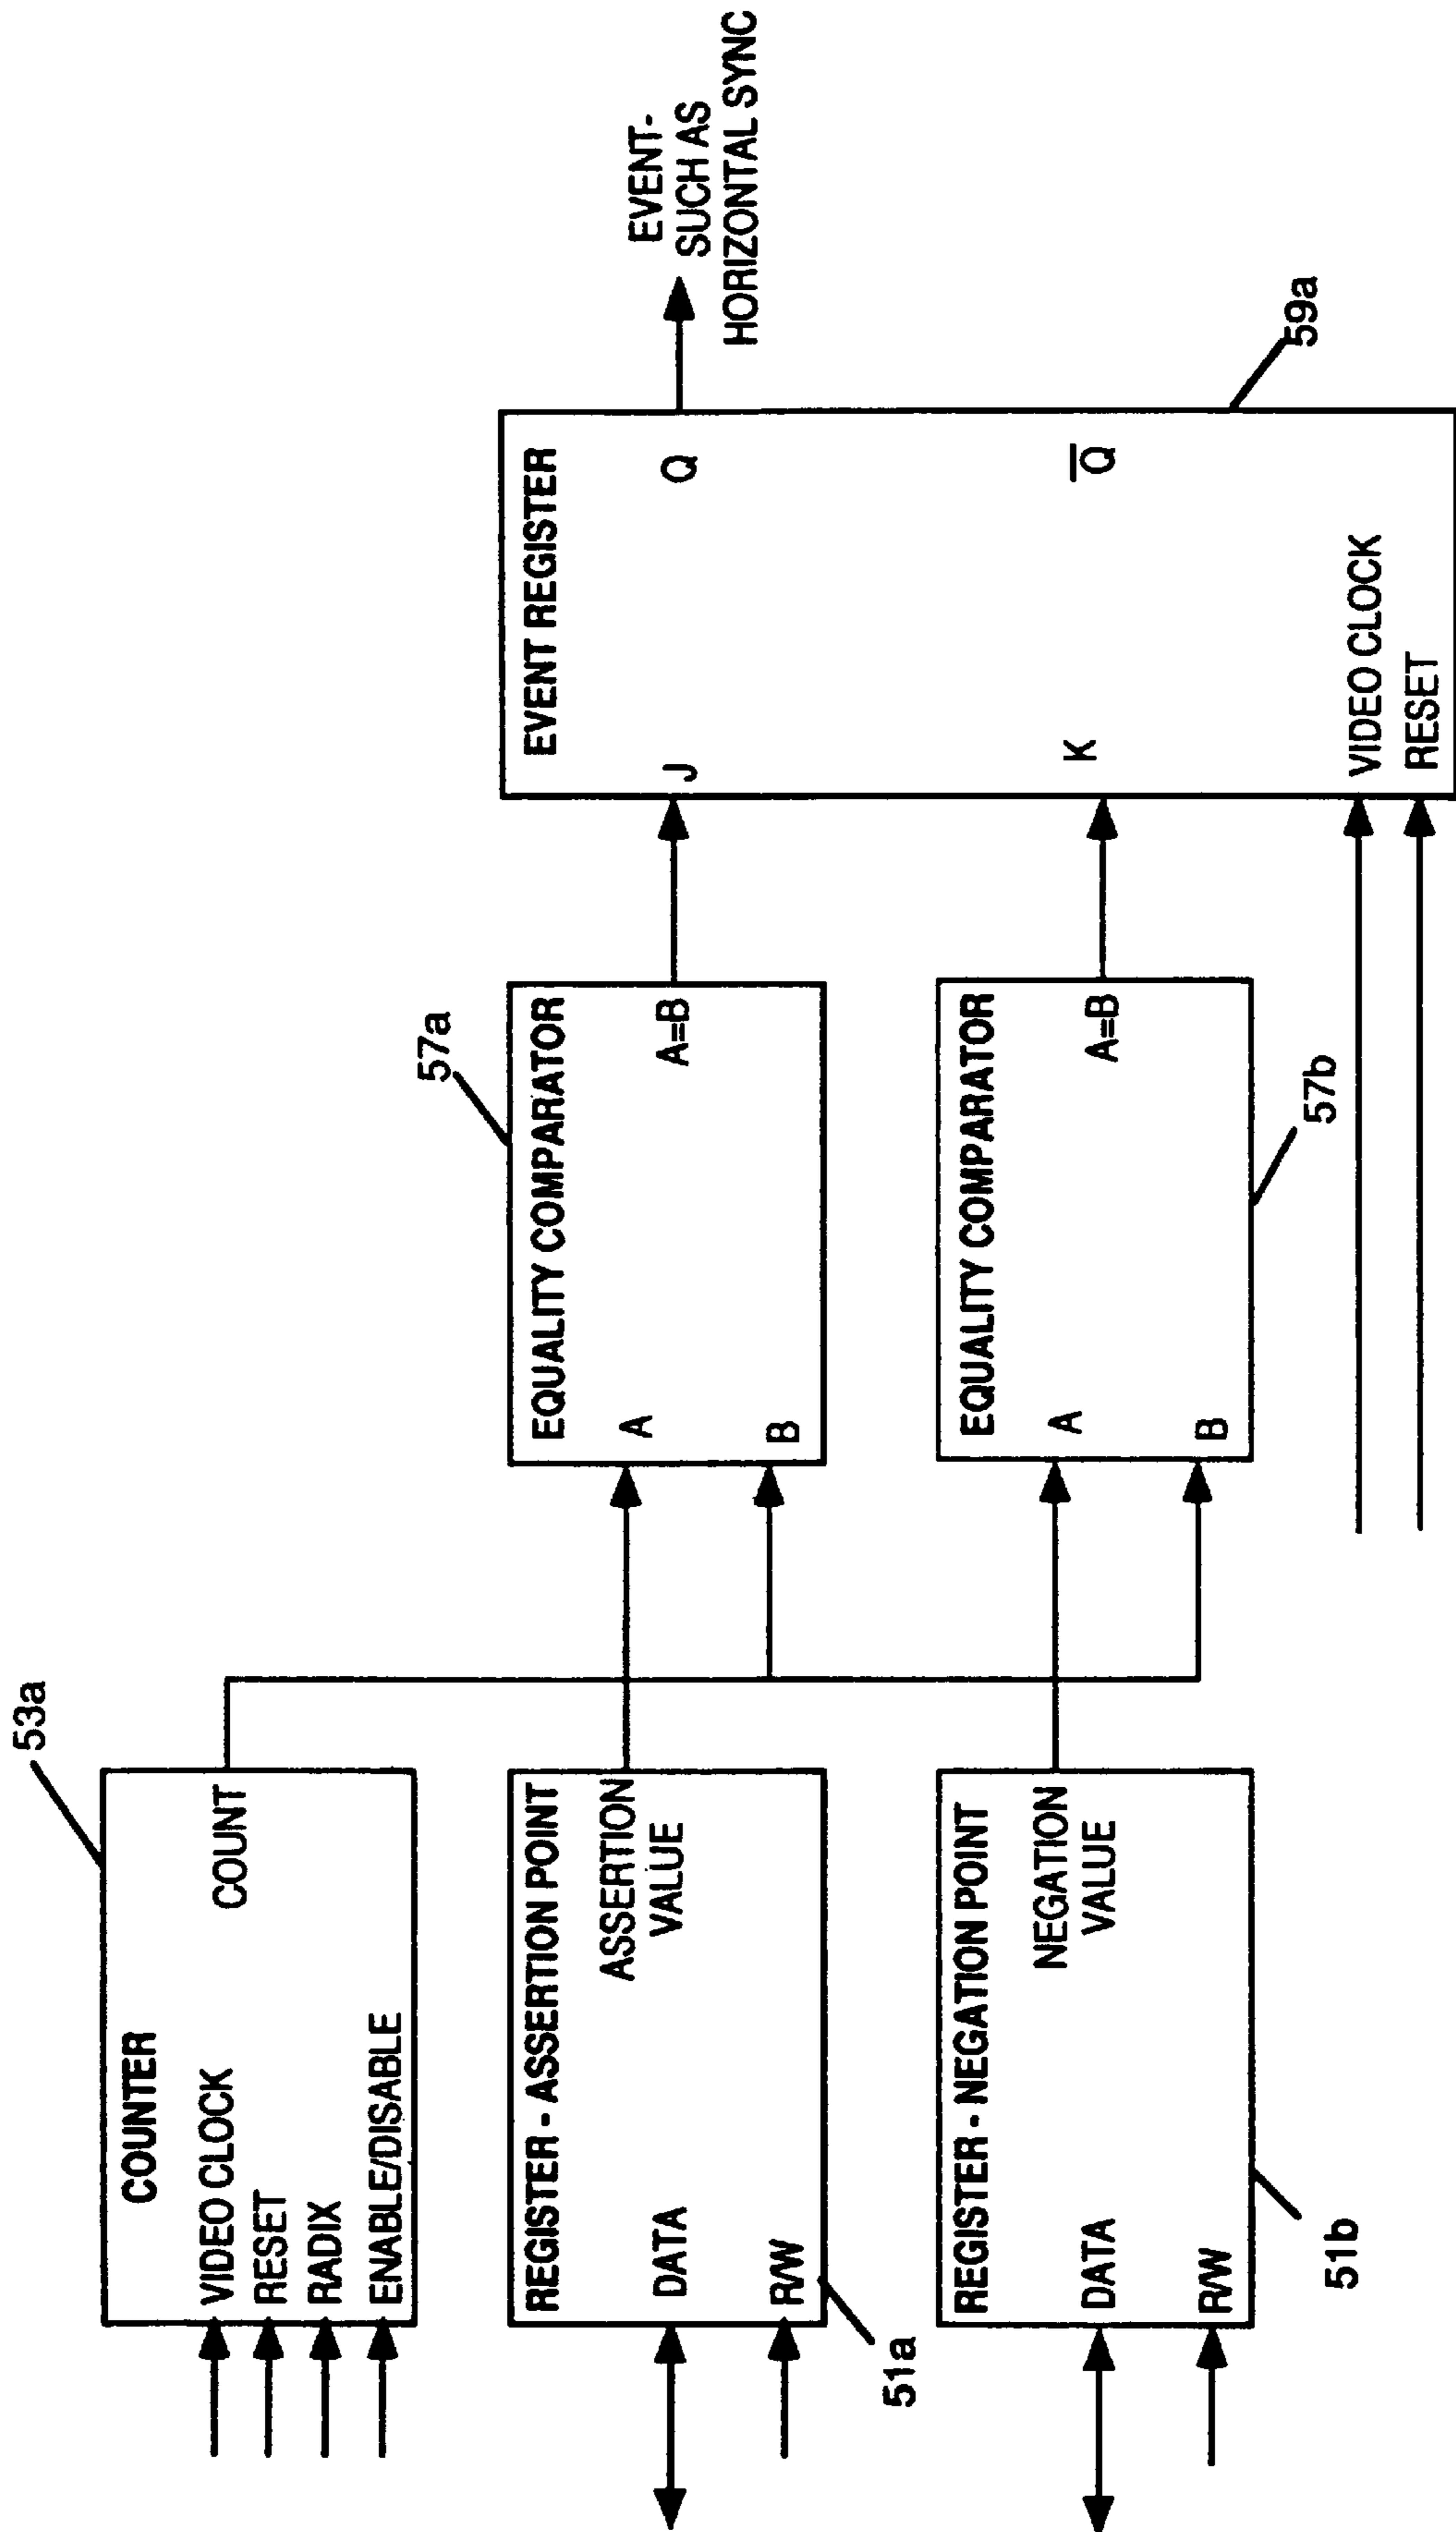 53a
COUNTER
VIDEO CLOCK
RESET
RADIX
ENABLE/DISABLE
COUNT
REGISTER - ASSERTION POINT
ASSERTION
VALUE
DATA
R/W
51a
REGISTER - NEGATION POINT
NEGATION
VALUE
DATA
R/W
51b
57a
EQUALITY COMPARATOR
A
A=B
B
EQUALITY COMPARATOR
A
A=B
B
57b
EVENT REGISTER
J
Q
K
Q̅
VIDEO CLOCK
RESET
59a
EVENT-
SUCH AS
HORIZONTAL SYNC